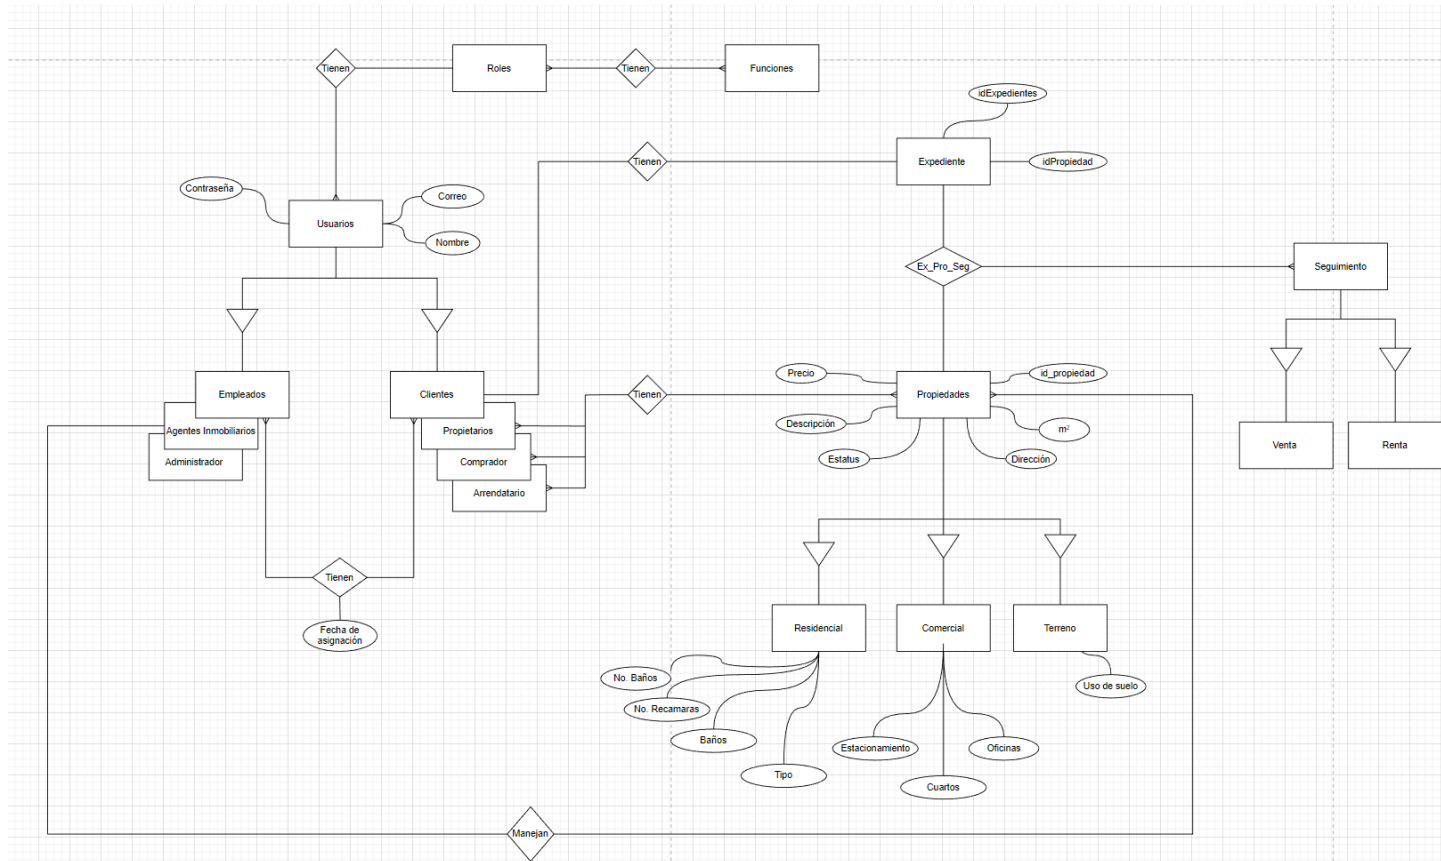 Tienen
Roles
Tienen
Funciones
idExpedientes
Tienen
Expediente
idPropiedad
Contraseña
Correo
Usuarios
Nombre
Ex_Pro_Seg
Seguimiento
Precio
id_propiedad
Empleados
Clientes
Tienen
Propiedades
Descripción
m²
Agentes Inmobiliarios
Propietarios
Venta
Renta
Administrador
Comprador
Estatus
Dirección
Arrendatario
Tienen
Fecha de
asignación
Residencial
Comercial
Terreno
No. Baños
Uso de suelo
No. Recamaras
Baños
Estacionamiento
Oficinas
Tipo
Cuartos
Manejan